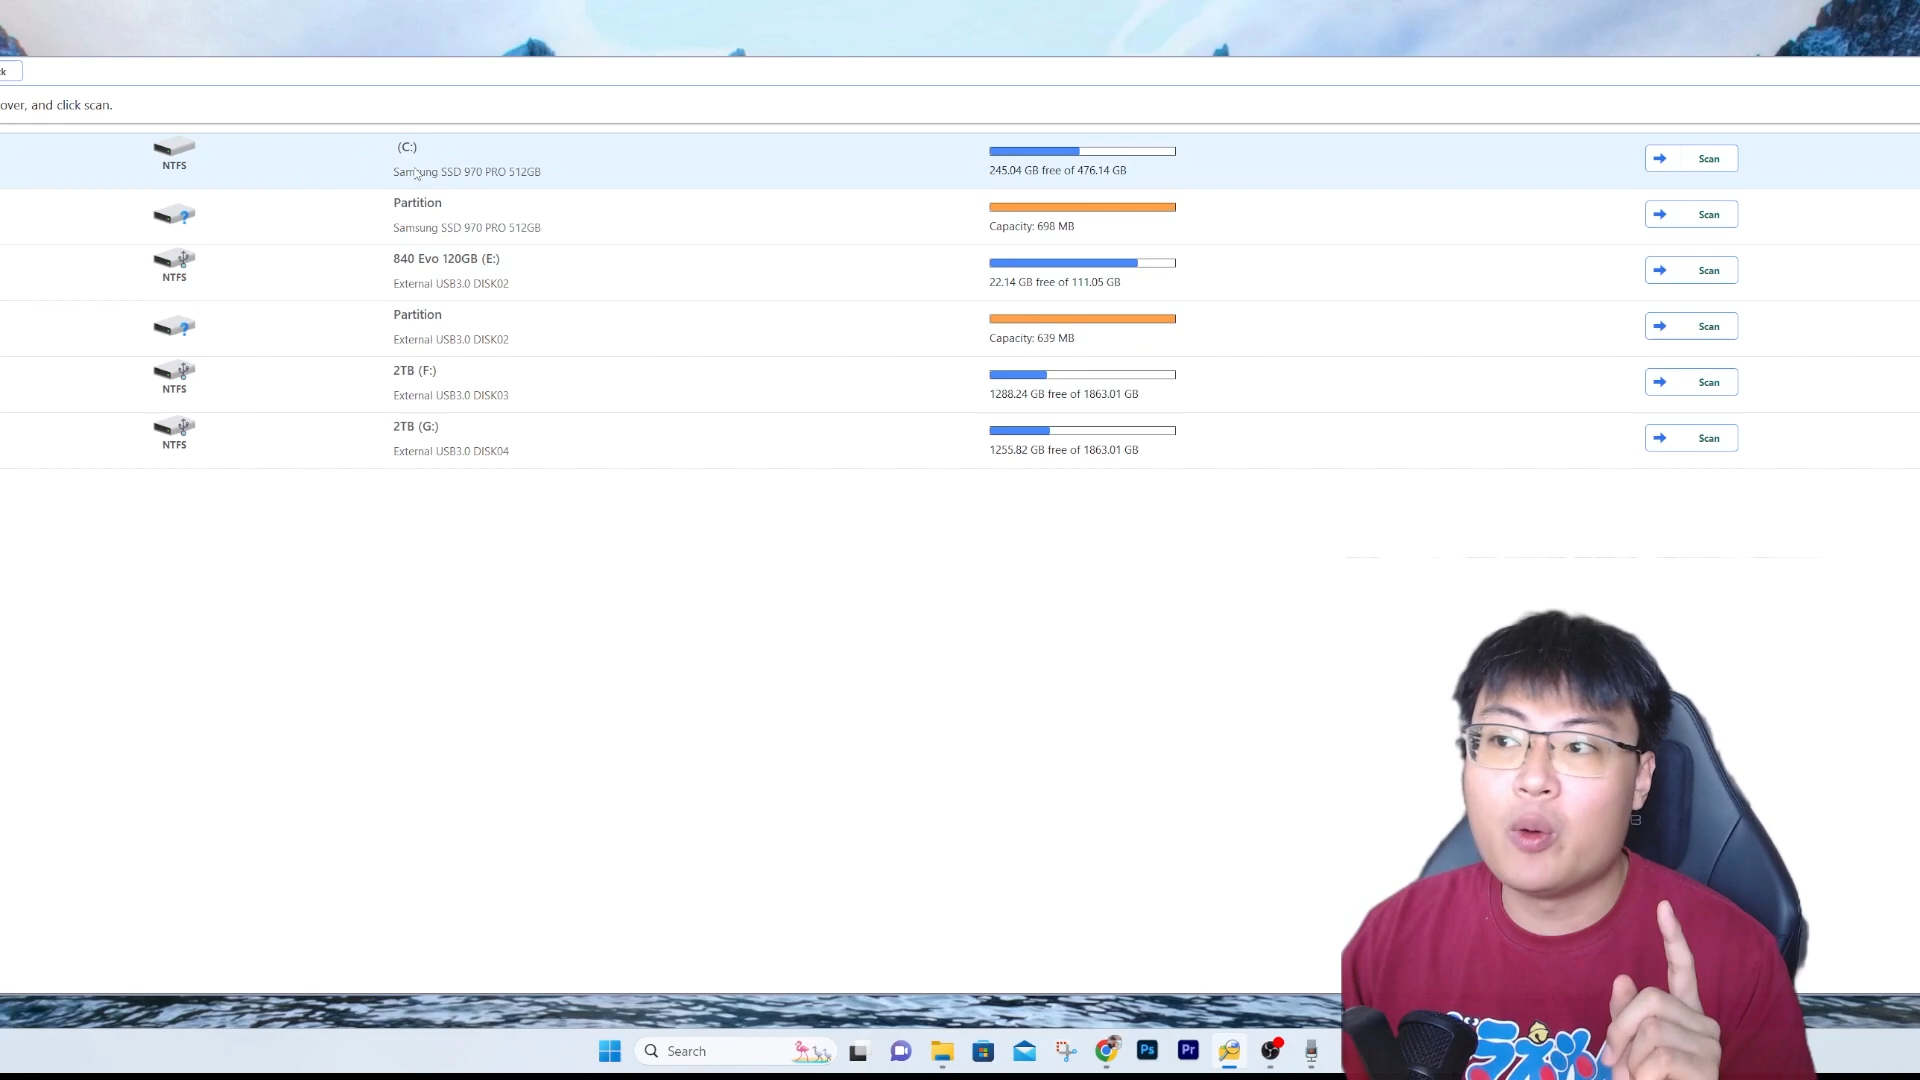 ck
over, and click scan.
(C:)
NTFS
Samsung SSD 970 PRO 512GB
245.04 GB free of 476.14 GB
Scan
Partition
Samsung SSD 970 PRO 512GB
Capacity: 698 MB
Scan
840 Evo 120GB (E:)
NTFS
External USB3.0 DISK02
22.14 GB free of 111.05 GB
Scan
Partition
External USB3.0 DISK02
Capacity: 639 MB
Scan
2TB (F:)
NTFS
External USB3.0 DISK03
1288.24 GB free of 1863.01 GB
Scan
2TB (G:)
NTFS
External USB3.0 DISK04
1255.82 GB free of 1863.01 GB
Scan
Search
Ps
Pr